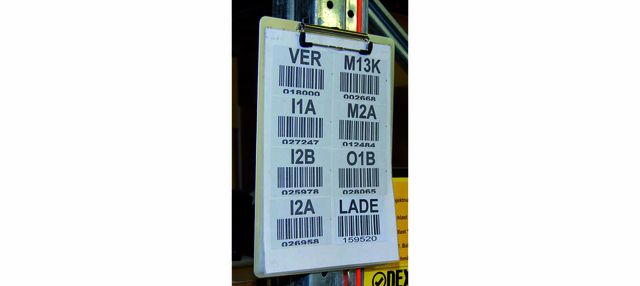 VER
018000
M13K
002668
I1A
027247
M2A
012484
I2B
025978
O1B
028065
I2A
026958
LADE
159520